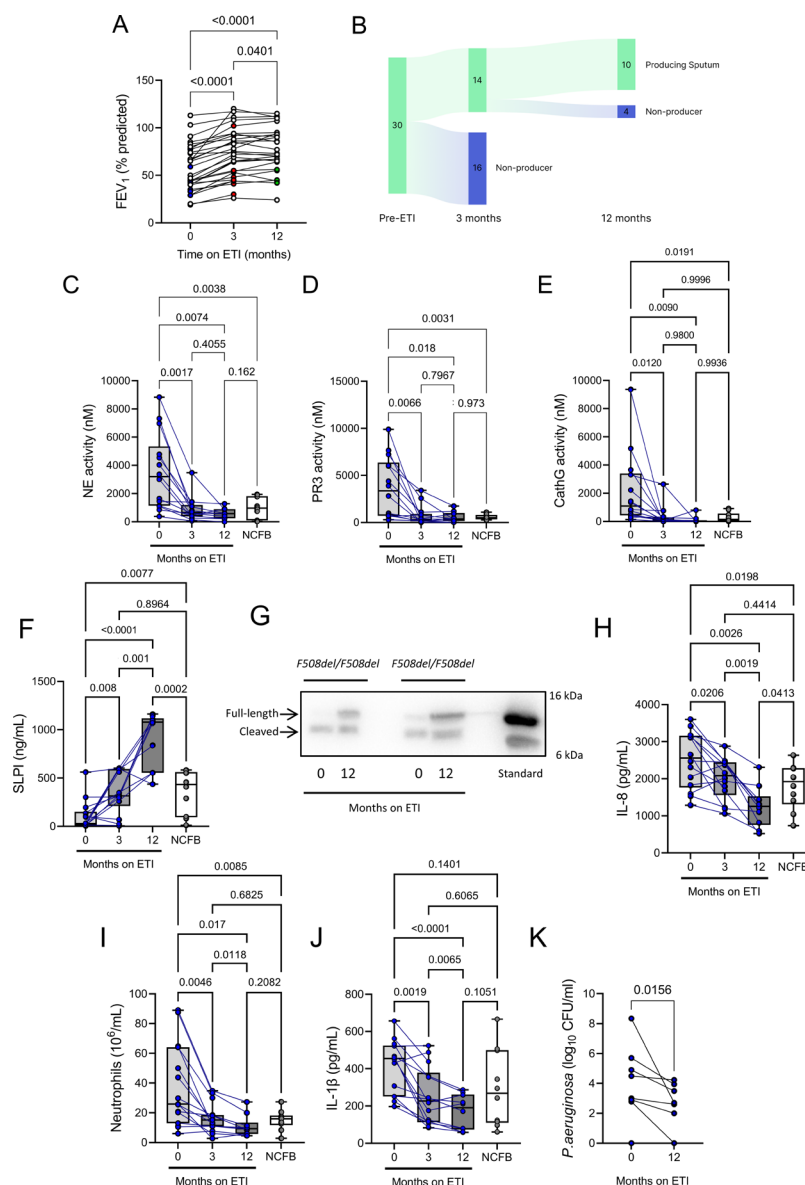 A
<0.0001
0.0401
<0.0001
150
100
50
0
FEV1 (% predicted)
0 3 12
Time on ETI (months)
B
30
14
16
10
4
Producing Sputum
Non-producer
Non-producer
Pre-ETI 3 months 12 months
C
0.0038
0.0074
0.4055
0.0017 0.162
10000
8000
6000
4000
2000
0
NE activity (nM)
0 3 12 NCFB
Months on ETI
D
0.0031
0.018
0.7967
0.0066 0.973
15000
10000
5000
0
PR3 activity (nM)
0 3 12 NCFB
Months on ETI
E
0.0191
0.9996
0.0090
0.9800
0.0120 0.9936
10000
8000
6000
4000
2000
0
CathG activity (nM)
0 3 12 NCFB
Months on ETI
F
0.0077
0.8964
<0.0001
0.001
0.008 0.0002
1500
1000
500
0
SLPI (ng/mL)
0 3 12 NCFB
Months on ETI
G
F508del/F508del F508del/F508del
16 kDa
Full-length
Cleaved
6 kDa
0 12 0 12 Standard
Months on ETI
H
0.0198
0.4414
0.0026
0.0019
0.0206 0.0413
4000
3000
2000
1000
0
IL-8 (pg/mL)
0 3 12 NCFB
Months on ETI
I
0.0085
0.6825
0.017
0.0118
0.0046 0.2082
100
80
60
40
20
0
Neutrophils (10⁶/mL)
0 3 12 NCFB
Months on ETI
J
0.1401
0.6065
<0.0001
0.0065
0.0019 0.1051
800
600
400
200
0
IL-1β (pg/mL)
0 3 12 NCFB
Months on ETI
K
0.0156
10
8
6
4
2
0
P.aeruginosa (log10 CFU/ml)
0 12
Months on ETI